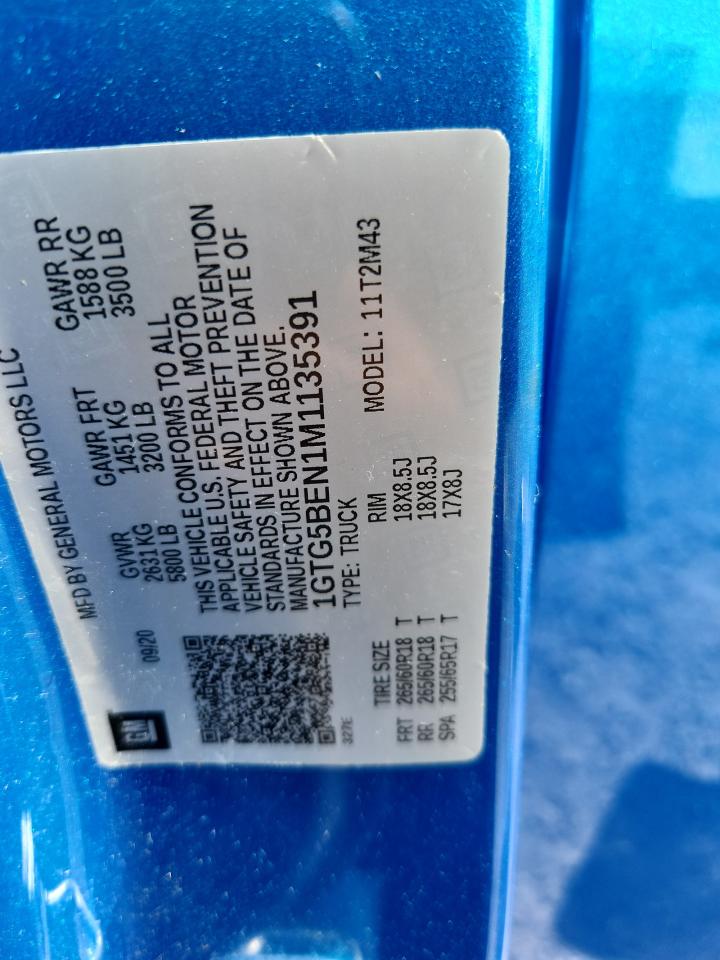 MFD BY GENERAL MOTORS LLC
GM
09/20
GVWR GAWR FRT GAWR RR
2631 KG 1451 KG 1588 KG
5800 LB 3200 LB 3500 LB
THIS VEHICLE CONFORMS TO ALL
APPLICABLE U.S. FEDERAL MOTOR
VEHICLE SAFETY AND THEFT PREVENTION
STANDARDS IN EFFECT ON THE DATE OF
MANUFACTURE SHOWN ABOVE.
1GTG5BEN1M1135391
327E
TYPE: TRUCK MODEL: 11T2M43
TIRE SIZE RIM
FRT 265/60R18 T 18X8.5J
RR 265/60R18 T 18X8.5J
SPA 255/65R17 T 17X8J